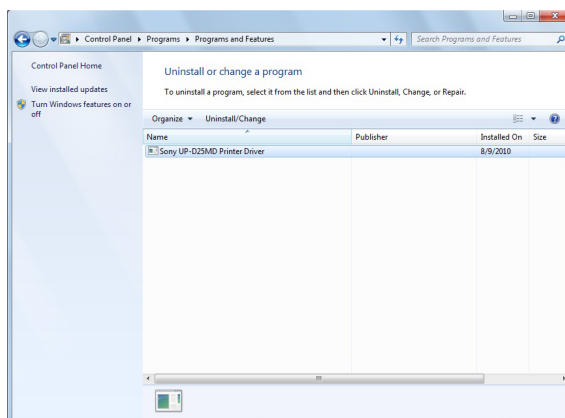 Control Panel ▸ Programs ▸ Programs and Features
Search Programs and Features
Control Panel Home
View installed updates
Turn Windows features on or
off
Uninstall or change a program
To uninstall a program, select it from the list and then click Uninstall, Change, or Repair.
Organize Uninstall/Change
Name Publisher Installed On Size
Sony UP-D25MD Printer Driver 8/9/2010